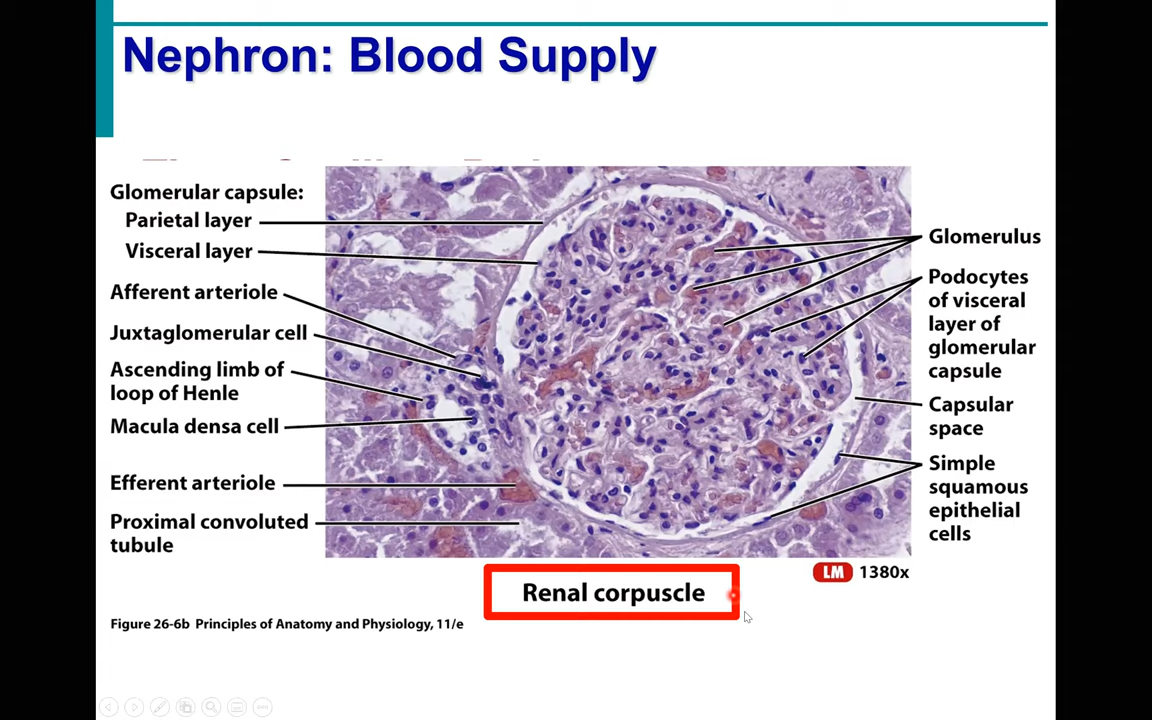 Nephron: Blood Supply
Glomerular capsule:
Parietal layer
Visceral layer
Afferent arteriole
Juxtaglomerular cell
Ascending limb of
loop of Henle
Macula densa cell
Efferent arteriole
Proximal convoluted
tubule
Glomerulus
Podocytes
of visceral
layer of
glomerular
capsule
Capsular
space
Simple
squamous
epithelial
cells
LM 1380x
Renal corpuscle
Figure 26-6b Principles of Anatomy and Physiology, 11/e